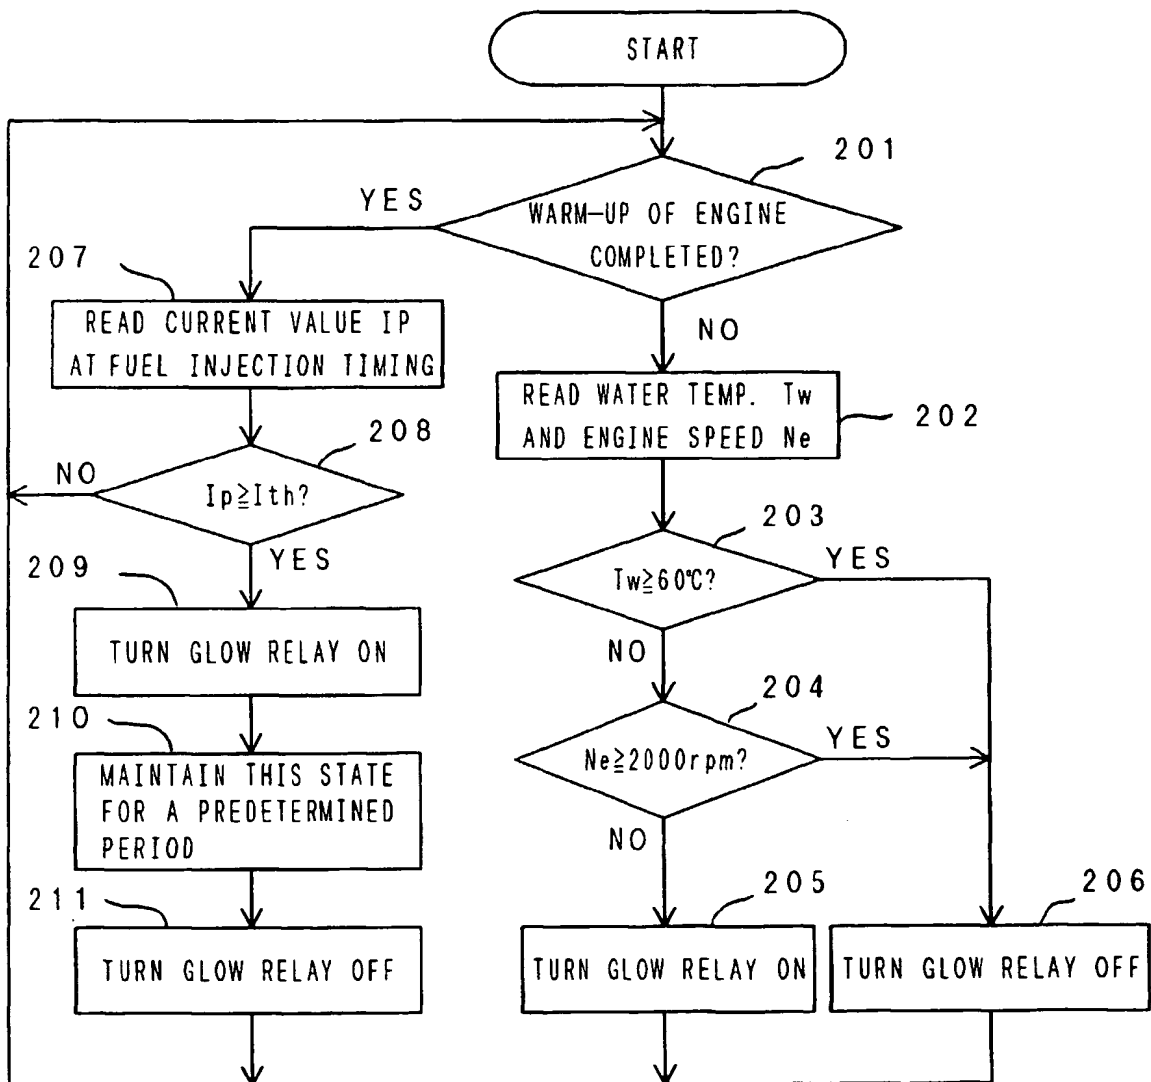 START
201
YES
WARM-UP OF ENGINE
COMPLETED?
207
NO
READ CURRENT VALUE IP
AT FUEL INJECTION TIMING
READ WATER TEMP. Tw
AND ENGINE SPEED Ne
202
208
NO
Ip≧Ith?
YES
203
Tw≧60℃?
YES
NO
209
TURN GLOW RELAY ON
204
Ne≧2000rpm?
YES
NO
210
MAINTAIN THIS STATE
FOR A PREDETERMINED
PERIOD
211
TURN GLOW RELAY OFF
205
TURN GLOW RELAY ON
206
TURN GLOW RELAY OFF